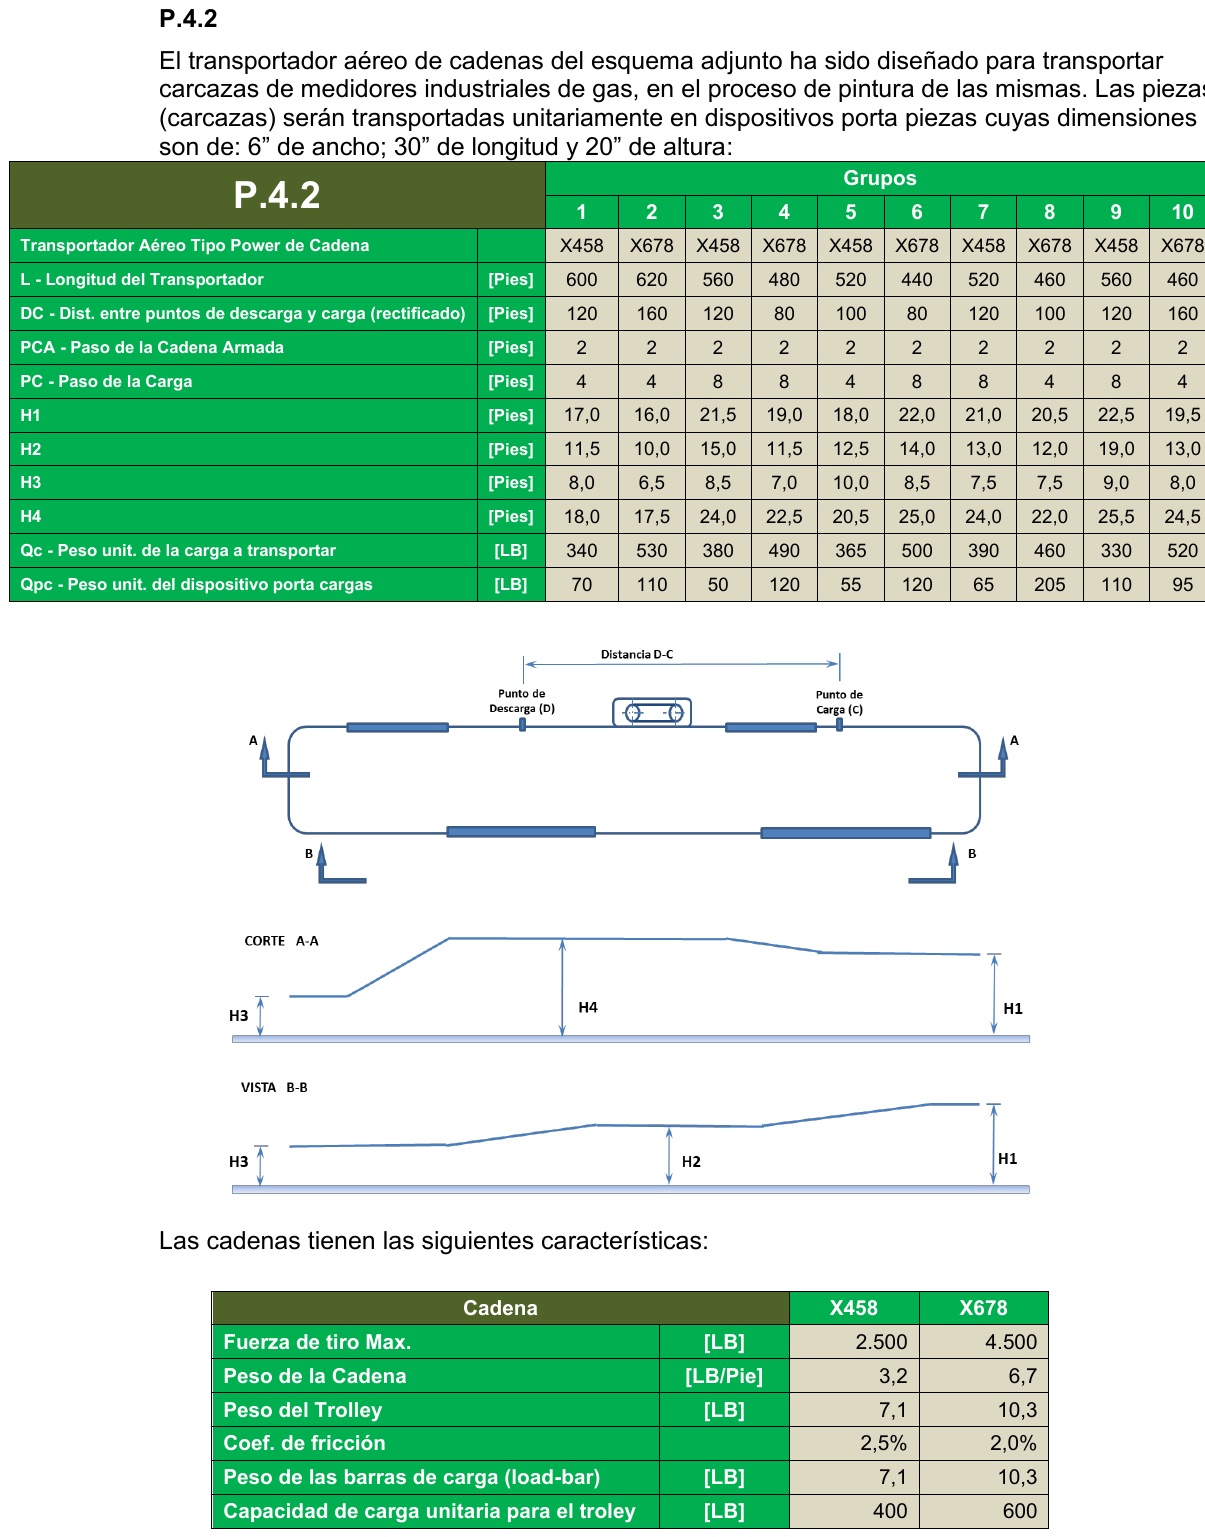 P.4.2
El transportador aéreo de cadenas del esquema adjunto ha sido diseñado para transportar
carcazas de medidores industriales de gas, en el proceso de pintura de las mismas. Las piezas
(carcazas) serán transportadas unitariamente en dispositivos porta piezas cuyas dimensiones
son de: 6” de ancho; 30” de longitud y 20” de altura:
P.4.2 Grupos
1 2 3 4 5 6 7 8 9 10
Transportador Aéreo Tipo Power de Cadena X458 X678 X458 X678 X458 X678 X458 X678 X458 X678
L - Longitud del Transportador [Pies] 600 620 560 480 520 440 520 460 560 460
DC - Dist. entre puntos de descarga y carga (rectificado) [Pies] 120 160 120 80 100 80 120 100 120 160
PCA - Paso de la Cadena Armada [Pies] 2 2 2 2 2 2 2 2 2 2
PC - Paso de la Carga [Pies] 4 4 8 8 4 8 8 4 8 4
H1 [Pies] 17,0 16,0 21,5 19,0 18,0 22,0 21,0 20,5 22,5 19,5
H2 [Pies] 11,5 10,0 15,0 11,5 12,5 14,0 13,0 12,0 19,0 13,0
H3 [Pies] 8,0 6,5 8,5 7,0 10,0 8,5 7,5 7,5 9,0 8,0
H4 [Pies] 18,0 17,5 24,0 22,5 20,5 25,0 24,0 22,0 25,5 24,5
Qc - Peso unit. de la carga a transportar [LB] 340 530 380 490 365 500 390 460 330 520
Qpc - Peso unit. del dispositivo porta cargas [LB] 70 110 50 120 55 120 65 205 110 95
Distancia D-C
Punto de
Descarga (D)
Punto de
Carga (C)
A A
B B
CORTE A-A
H3 H4 H1
VISTA B-B
H3 H2 H1
Las cadenas tienen las siguientes características:
Cadena X458 X678
Fuerza de tiro Max. [LB] 2.500 4.500
Peso de la Cadena [LB/Pie] 3,2 6,7
Peso del Trolley [LB] 7,1 10,3
Coef. de fricción 2,5% 2,0%
Peso de las barras de carga (load-bar) [LB] 7,1 10,3
Capacidad de carga unitaria para el troley [LB] 400 600